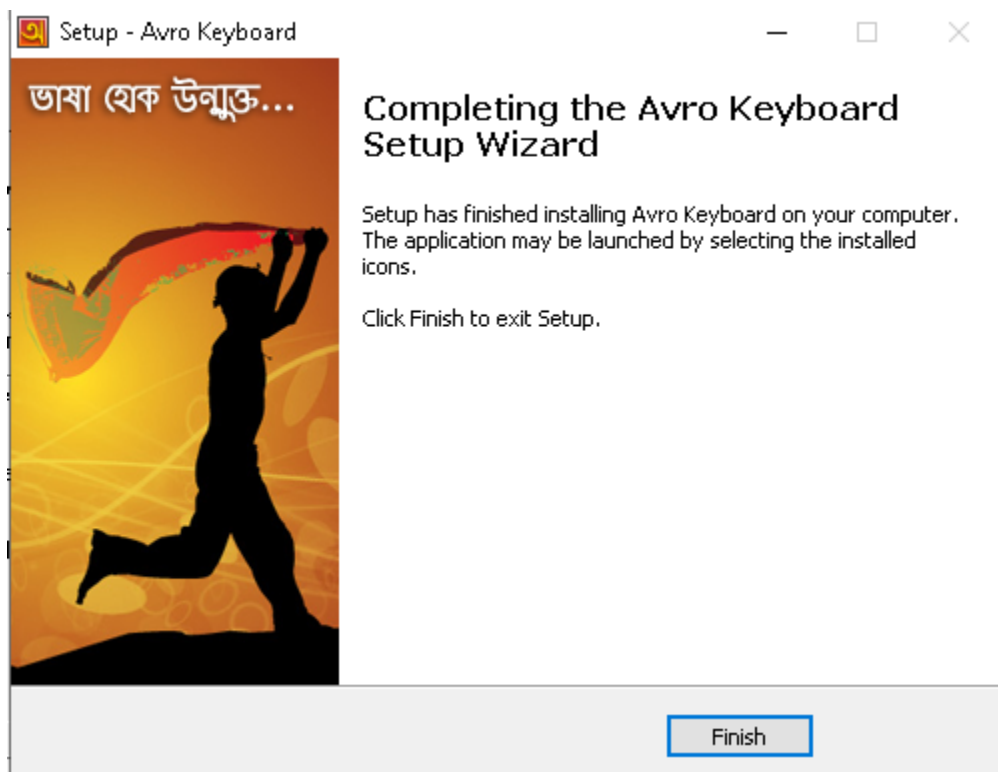 Setup - Avro Keyboard
ভাষা হোক উন্মুক্ত...
Completing the Avro Keyboard
Setup Wizard
Setup has finished installing Avro Keyboard on your computer.
The application may be launched by selecting the installed
icons.
Click Finish to exit Setup.
Finish